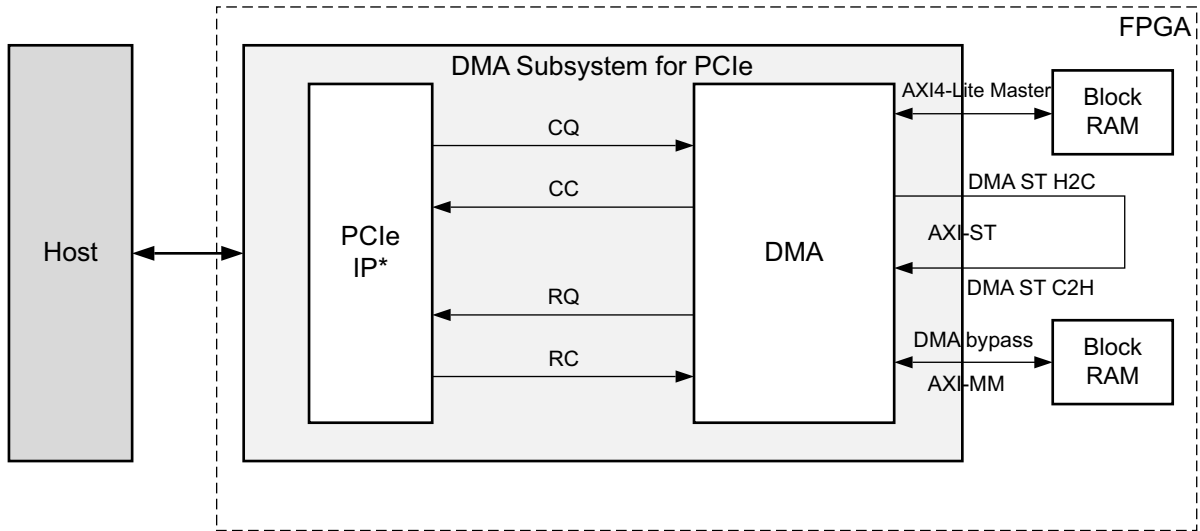 FPGA
DMA Subsystem for PCIe
AXI4-Lite Master
Block
RAM
CQ
CC
DMA ST H2C
Host
PCIe
IP*
DMA
AXI-ST
DMA ST C2H
RQ
DMA bypass
Block
RAM
RC
AXI-MM